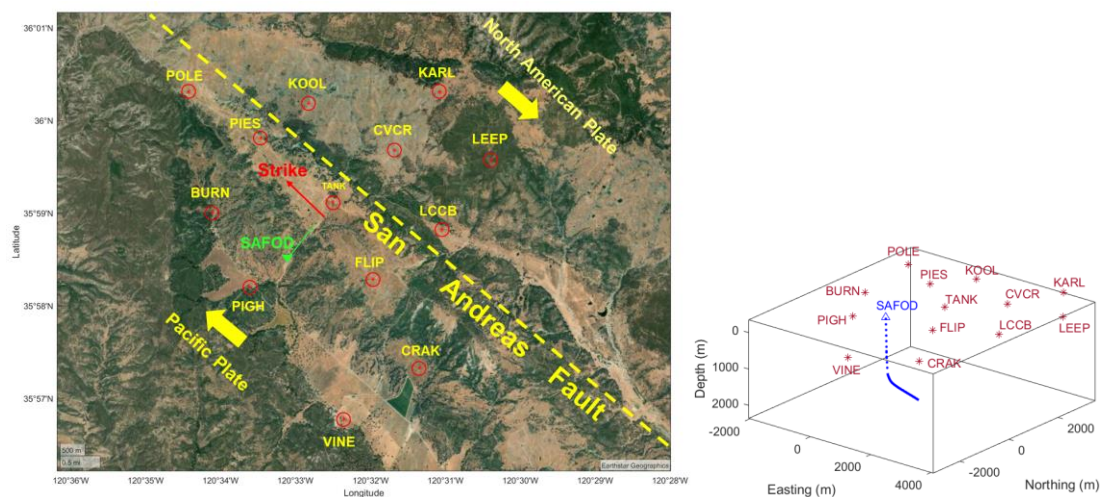 36°01'N
36°N
35°59'N
35°58'N
35°57'N
Latitude
North American Plate
POLE
KOOL
KARL
PIES
CVCR
LEEP
Strike
TANK
BURN
LCCB
San
SAFOD
FLIP
PIGH
Andreas
Pacific Plate
CRAK
Fault
VINE
500 m
0.5 mi
Earthstar Geographics
120°36'W
120°35'W
120°34'W
120°33'W
120°32'W
120°31'W
120°30'W
120°29'W
120°28'W
Longitude
POLE
PIES
KOOL
KARL
BURN
SAFOD
TANK
CVCR
PIGH
FLIP
LCCB
LEEP
VINE
CRAK
0
1000
2000
Depth (m)
-2000
0
2000
4000
Easting (m)
-2000
0
2000
Northing (m)